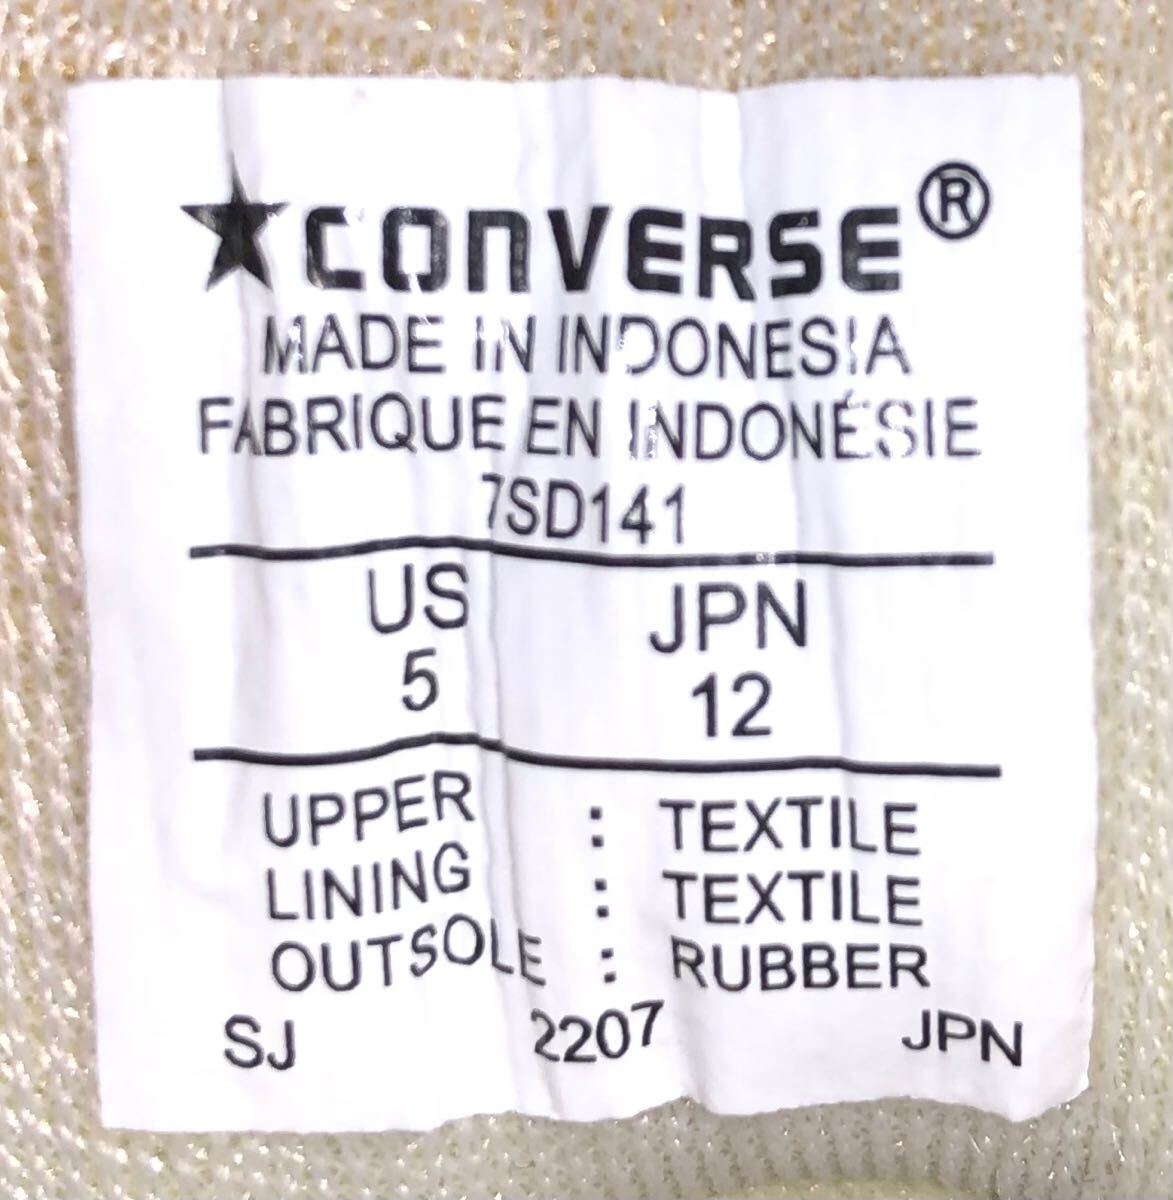 ★CONVERSE®
MADE IN INDONESIA
FABRIQUE EN INDONÉSIE
7SD141
US JPN
5 12
UPPER : TEXTILE
LINING : TEXTILE
OUTSOLE : RUBBER
SJ 2207 JPN